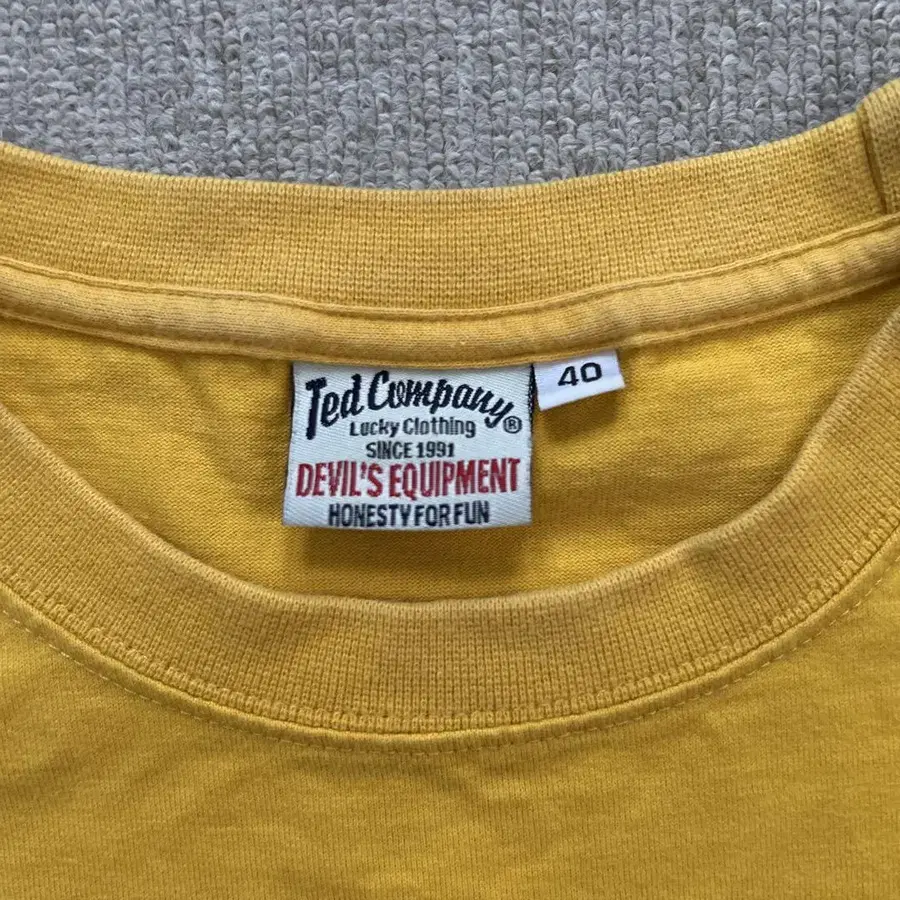 Ted Company®
Lucky Clothing
SINCE 1991
DEVIL'S EQUIPMENT
HONESTY FOR FUN
40